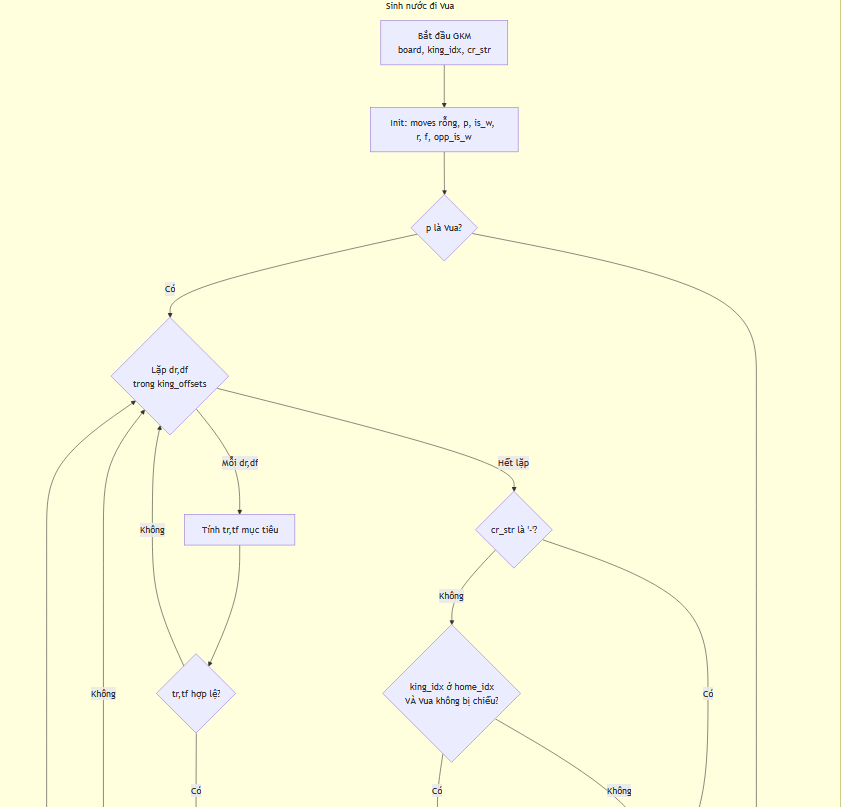 Sinh nước đi Vua
Bắt đầu GKM
board, king_idx, cr_str
Init: moves rỗng, p, is_w,
r, f, opp_is_w
p là Vua?
Có
Lặp dr,df
trong king_offsets
Mỗi dr,df
Hết lặp
Không
Tính tr,tf mục tiêu
cr_str là '-'?
Không
king_idx ở home_idx
VÀ Vua không bị chiếu?
Không
tr,tf hợp lệ?
Có
Có
Có
Không